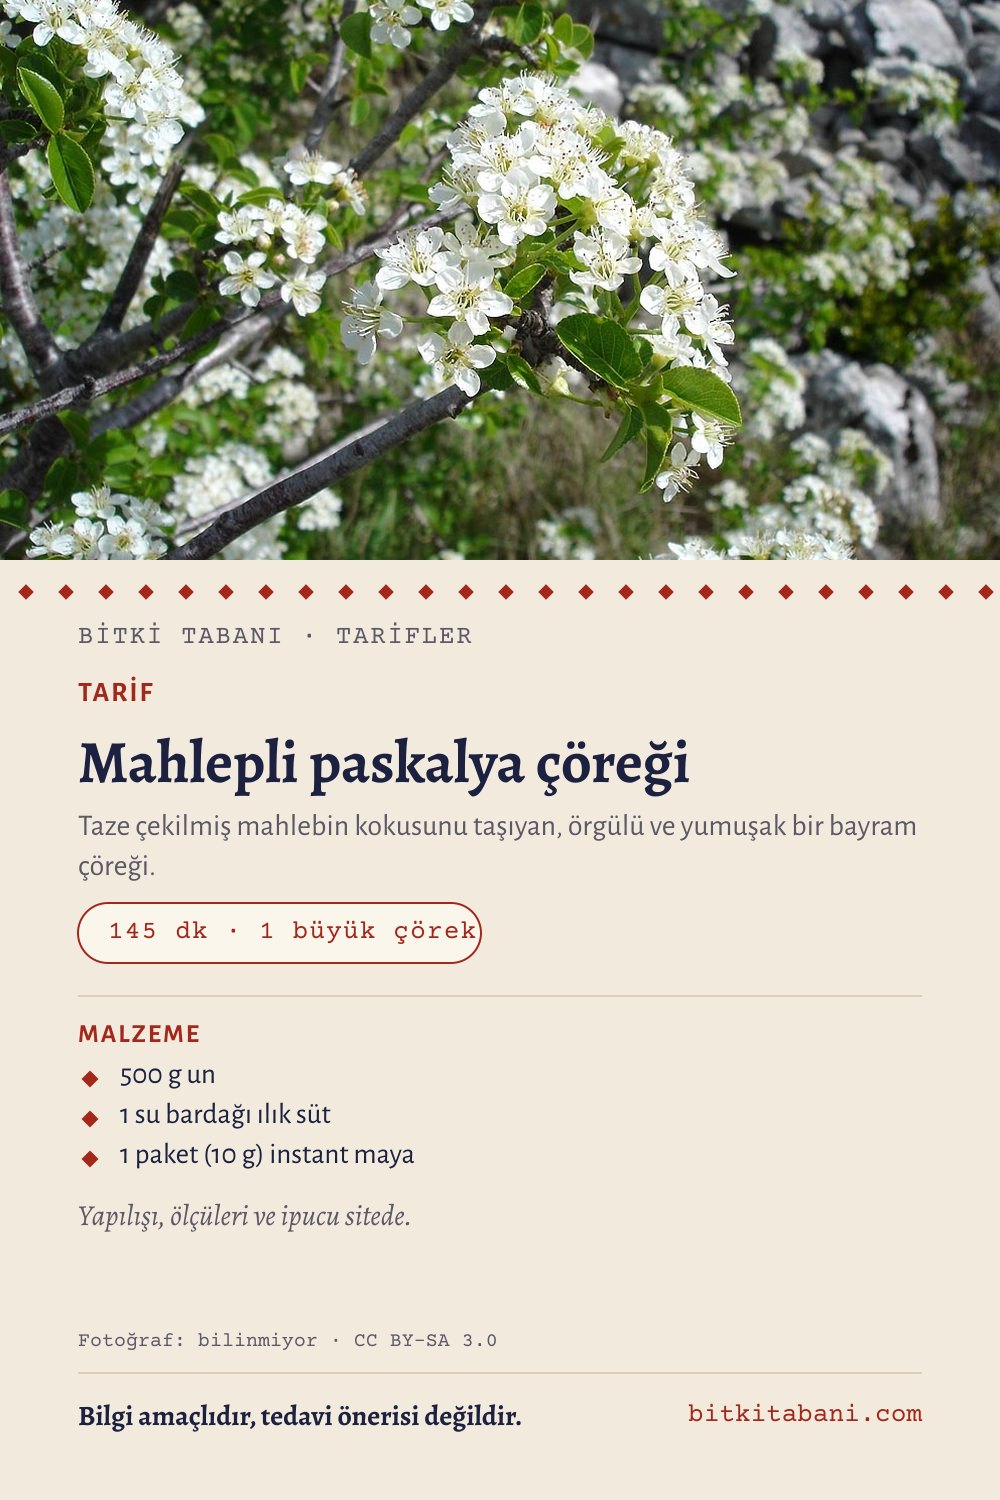 BİTKİ TABANI · TARİFLER
TARİF
Mahlepli paskalya çöreği
Taze çekilmiş mahlebin kokusunu taşıyan, örgülü ve yumuşak bir bayram
çöreği.
145 dk · 1 büyük çörek
MALZEME
500 g un
1 su bardağı ılık süt
1 paket (10 g) instant maya
Yapılışı, ölçüleri ve ipucu sitede.
Fotoğraf: bilinmiyor · CC BY-SA 3.0
Bilgi amaçlıdır, tedavi önerisi değildir.
bitkitabani.com